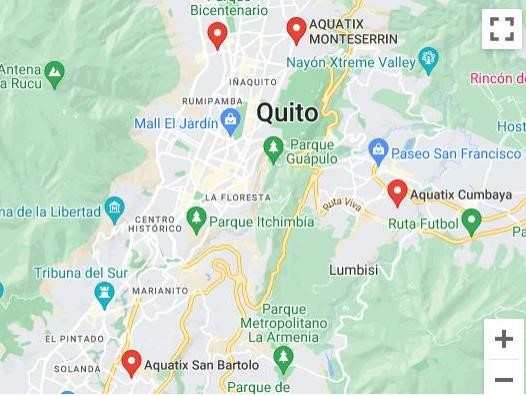 Parque
Bicentenario
AQUATIX
MONTESERRIN
Antena
a Rucu
Nayón Xtreme Valley
Rincón de
IÑAQUITO
RUMIPAMBA
Quito
Mall El Jardín
Host
Parque
Guápulo
Paseo San Francisco
LA FLORESTA
Aquatix Cumbaya
Ruta Viva
na de la Libertad
CENTRO
HISTÓRICO
Parque Itchimbía
Ruta Futbol
Tribuna del Sur
Lumbisi
MARIANITO
Parque
Metropolitano
La Armenia
EL PINTADO
SOLANDA
Aquatix San Bartolo
Parque de
+
−